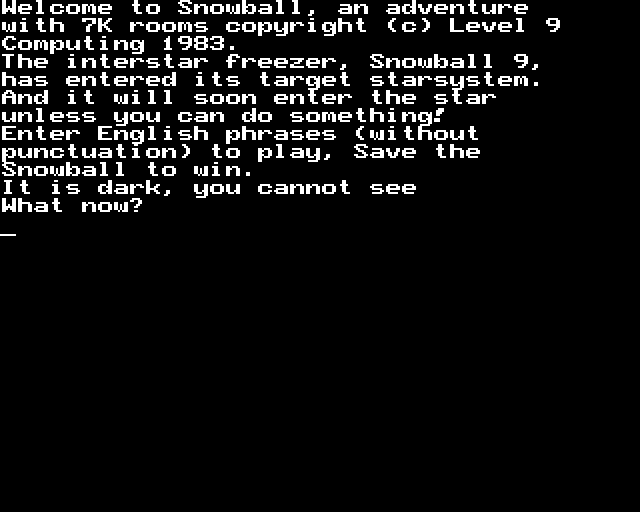 Welcome to Snowball, an adventure
with 7K rooms copyright (c) Level 9
Computing 1983.
The interstar freezer, Snowball 9,
has entered its target starsystem.
And it will soon enter the star
unless you can do something!
Enter English phrases (without
punctuation) to play, Save the
Snowball to win.
It is dark, you cannot see
What now?
_